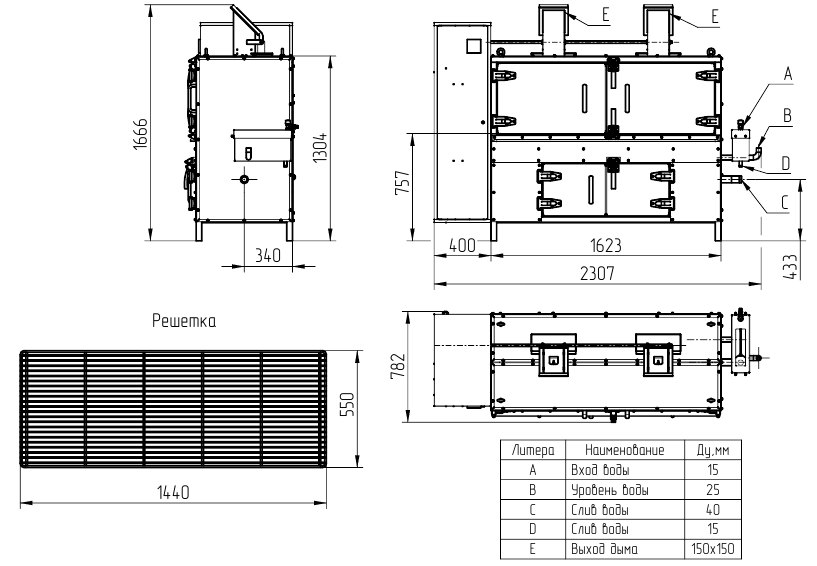 E
E
A
B
D
C
1666
1304
340
757
400
1623
2307
433
Решетка
550
1440
782
Литера Наименование Ду,мм
A Вход воды 15
B Уровень воды 25
C Слив воды 40
D Слив воды 15
E Выход дыма 150x150